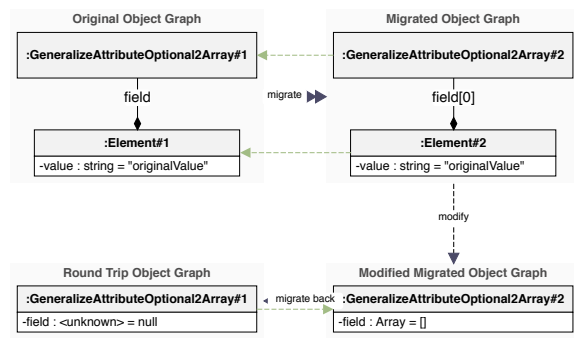 Original Object Graph
Migrated Object Graph
:GeneralizeAttributeOptional2Array#1
:GeneralizeAttributeOptional2Array#2
field
migrate
field[0]
:Element#1
-value : string = "originalValue"
:Element#2
-value : string = "originalValue"
modify
Round Trip Object Graph
Modified Migrated Object Graph
:GeneralizeAttributeOptional2Array#1
-field : <unknown> = null
migrate back
:GeneralizeAttributeOptional2Array#2
-field : Array = []